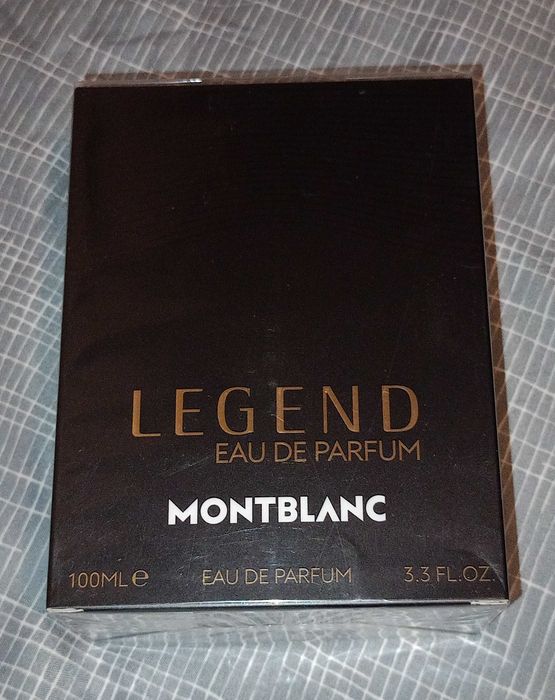 LEGEND
EAU DE PARFUM
MONTBLANC
100ML e EAU DE PARFUM 3.3 FL.OZ.